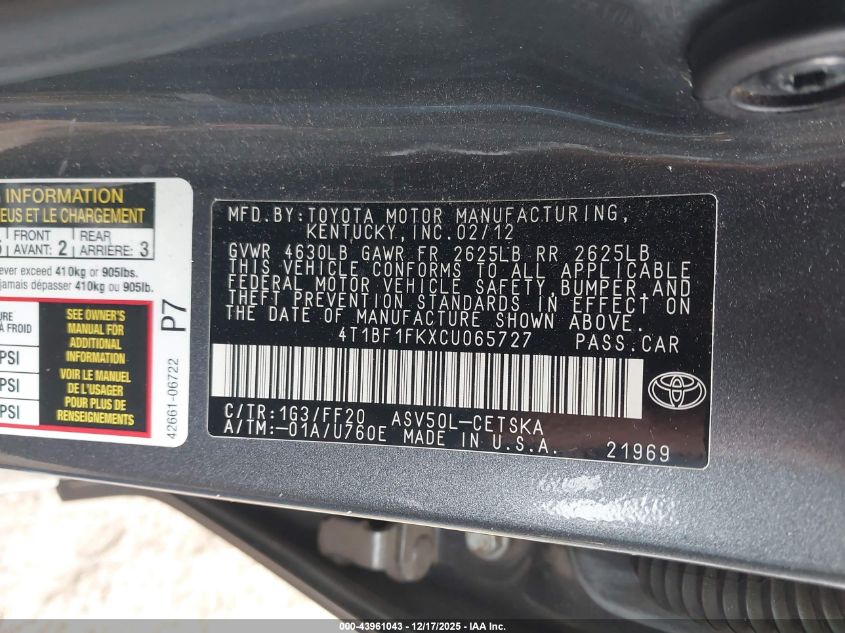 INFORMATION
EUS ET LE CHARGEMENT
FRONT
AVANT: 2
REAR
ARRIÈRE: 3
ever exceed 410kg or 905lbs.
jamais dépasser 410kg ou 905lb.
URE
À FROID
PSI
PSI
PSI
SEE OWNER'S
MANUAL FOR
ADDITIONAL
INFORMATION
VOIR LE MANUEL
DE L'USAGER
POUR PLUS DE
RENSEIGNEMENTS
P7
42661-06722
MFD.BY:TOYOTA MOTOR MANUFACTURING,
KENTUCKY, INC.02/12
GVWR 4630LB GAWR FR 2625LB RR 2625LB
THIS VEHICLE CONFORMS TO ALL APPLICABLE
FEDERAL MOTOR VEHICLE SAFETY, BUMPER AND
THEFT PREVENTION STANDARDS IN EFFECT ON
THE DATE OF MANUFACTURE SHOWN ABOVE.
4T1BF1FKXCU065727 PASS.CAR
C/TR:1G3/FF20 ASV50L-CETSKA
A/TM:-01A/U760E MADE IN U.S.A. 21969
000-43961043 - 12/17/2025 - IAA Inc.